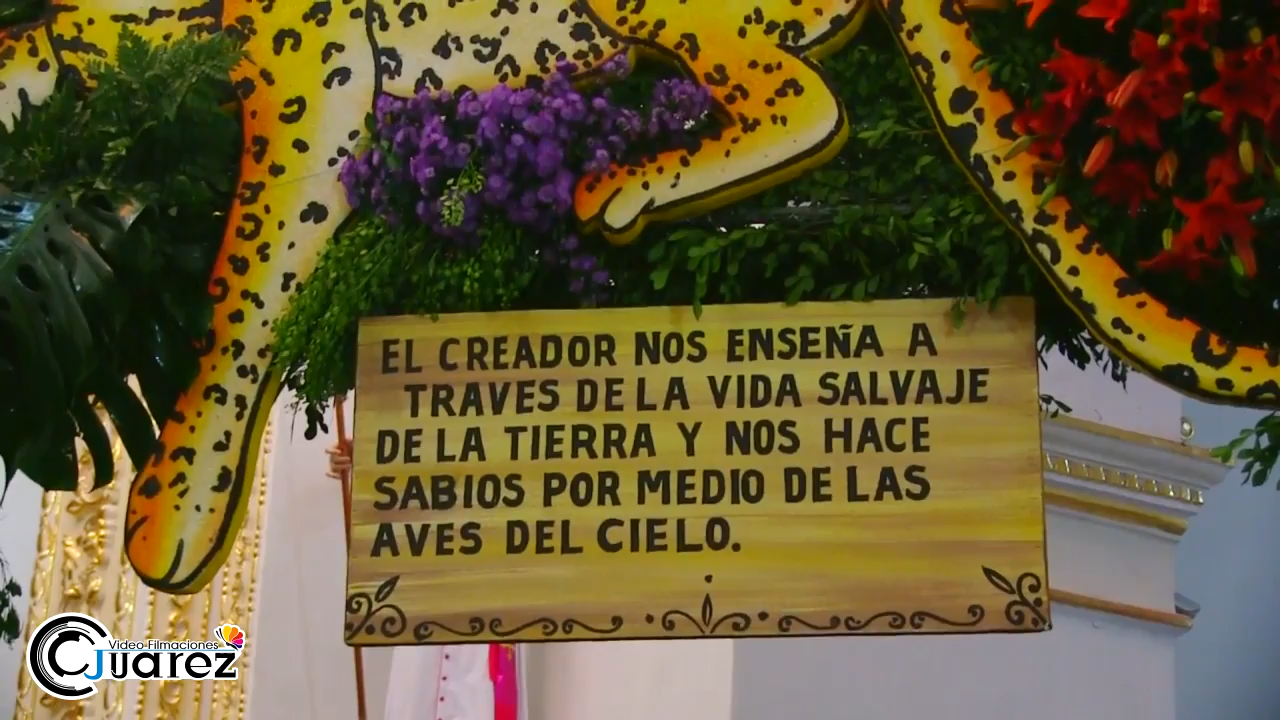 EL CREADOR NOS ENSEÑA A
TRAVES DE LA VIDA SALVAJE
DE LA TIERRA Y NOS HACE
SABIOS POR MEDIO DE LAS
AVES DEL CIELO.
Video-Filmaciones
CJuarez